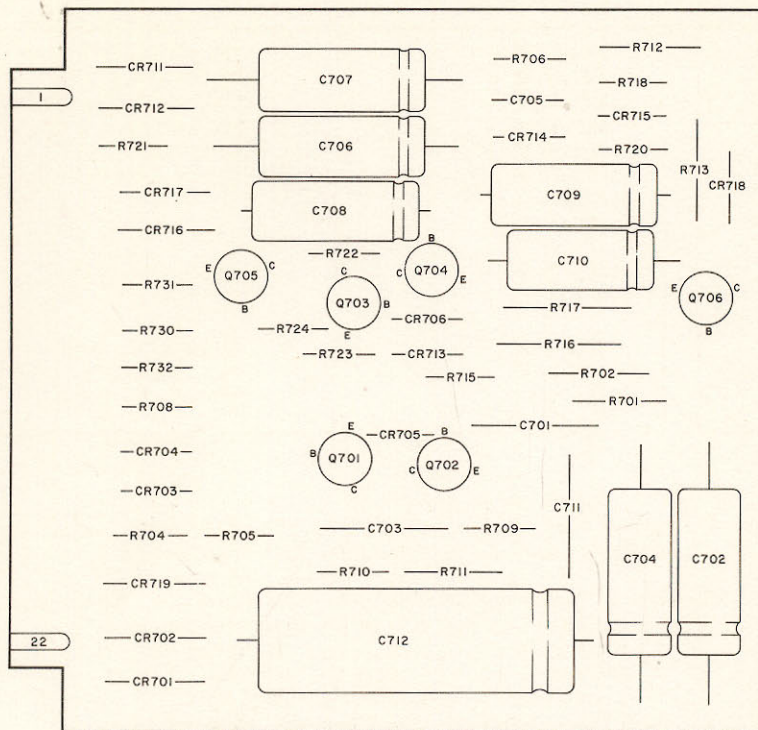 R712
R706
CR711
C707
R718
1
C705
CR712
CR715
CR714
R721
C706
R720
R713
CR718
CR717
C709
C708
CR716
B
R722
C710
E
C
Q705
B
C
Q704
E
C
Q703
B
E
E
C
Q706
B
R731
R717
CR706
R730
R724
R716
R723
CR713
R732
R715
R702
R701
R708
C701
E
CR705
B
CR704
B
Q701
C
C
Q702
E
CR703
C711
C703
R709
R704
R705
C704
C702
R710
R711
CR719
22
CR702
C712
CR701